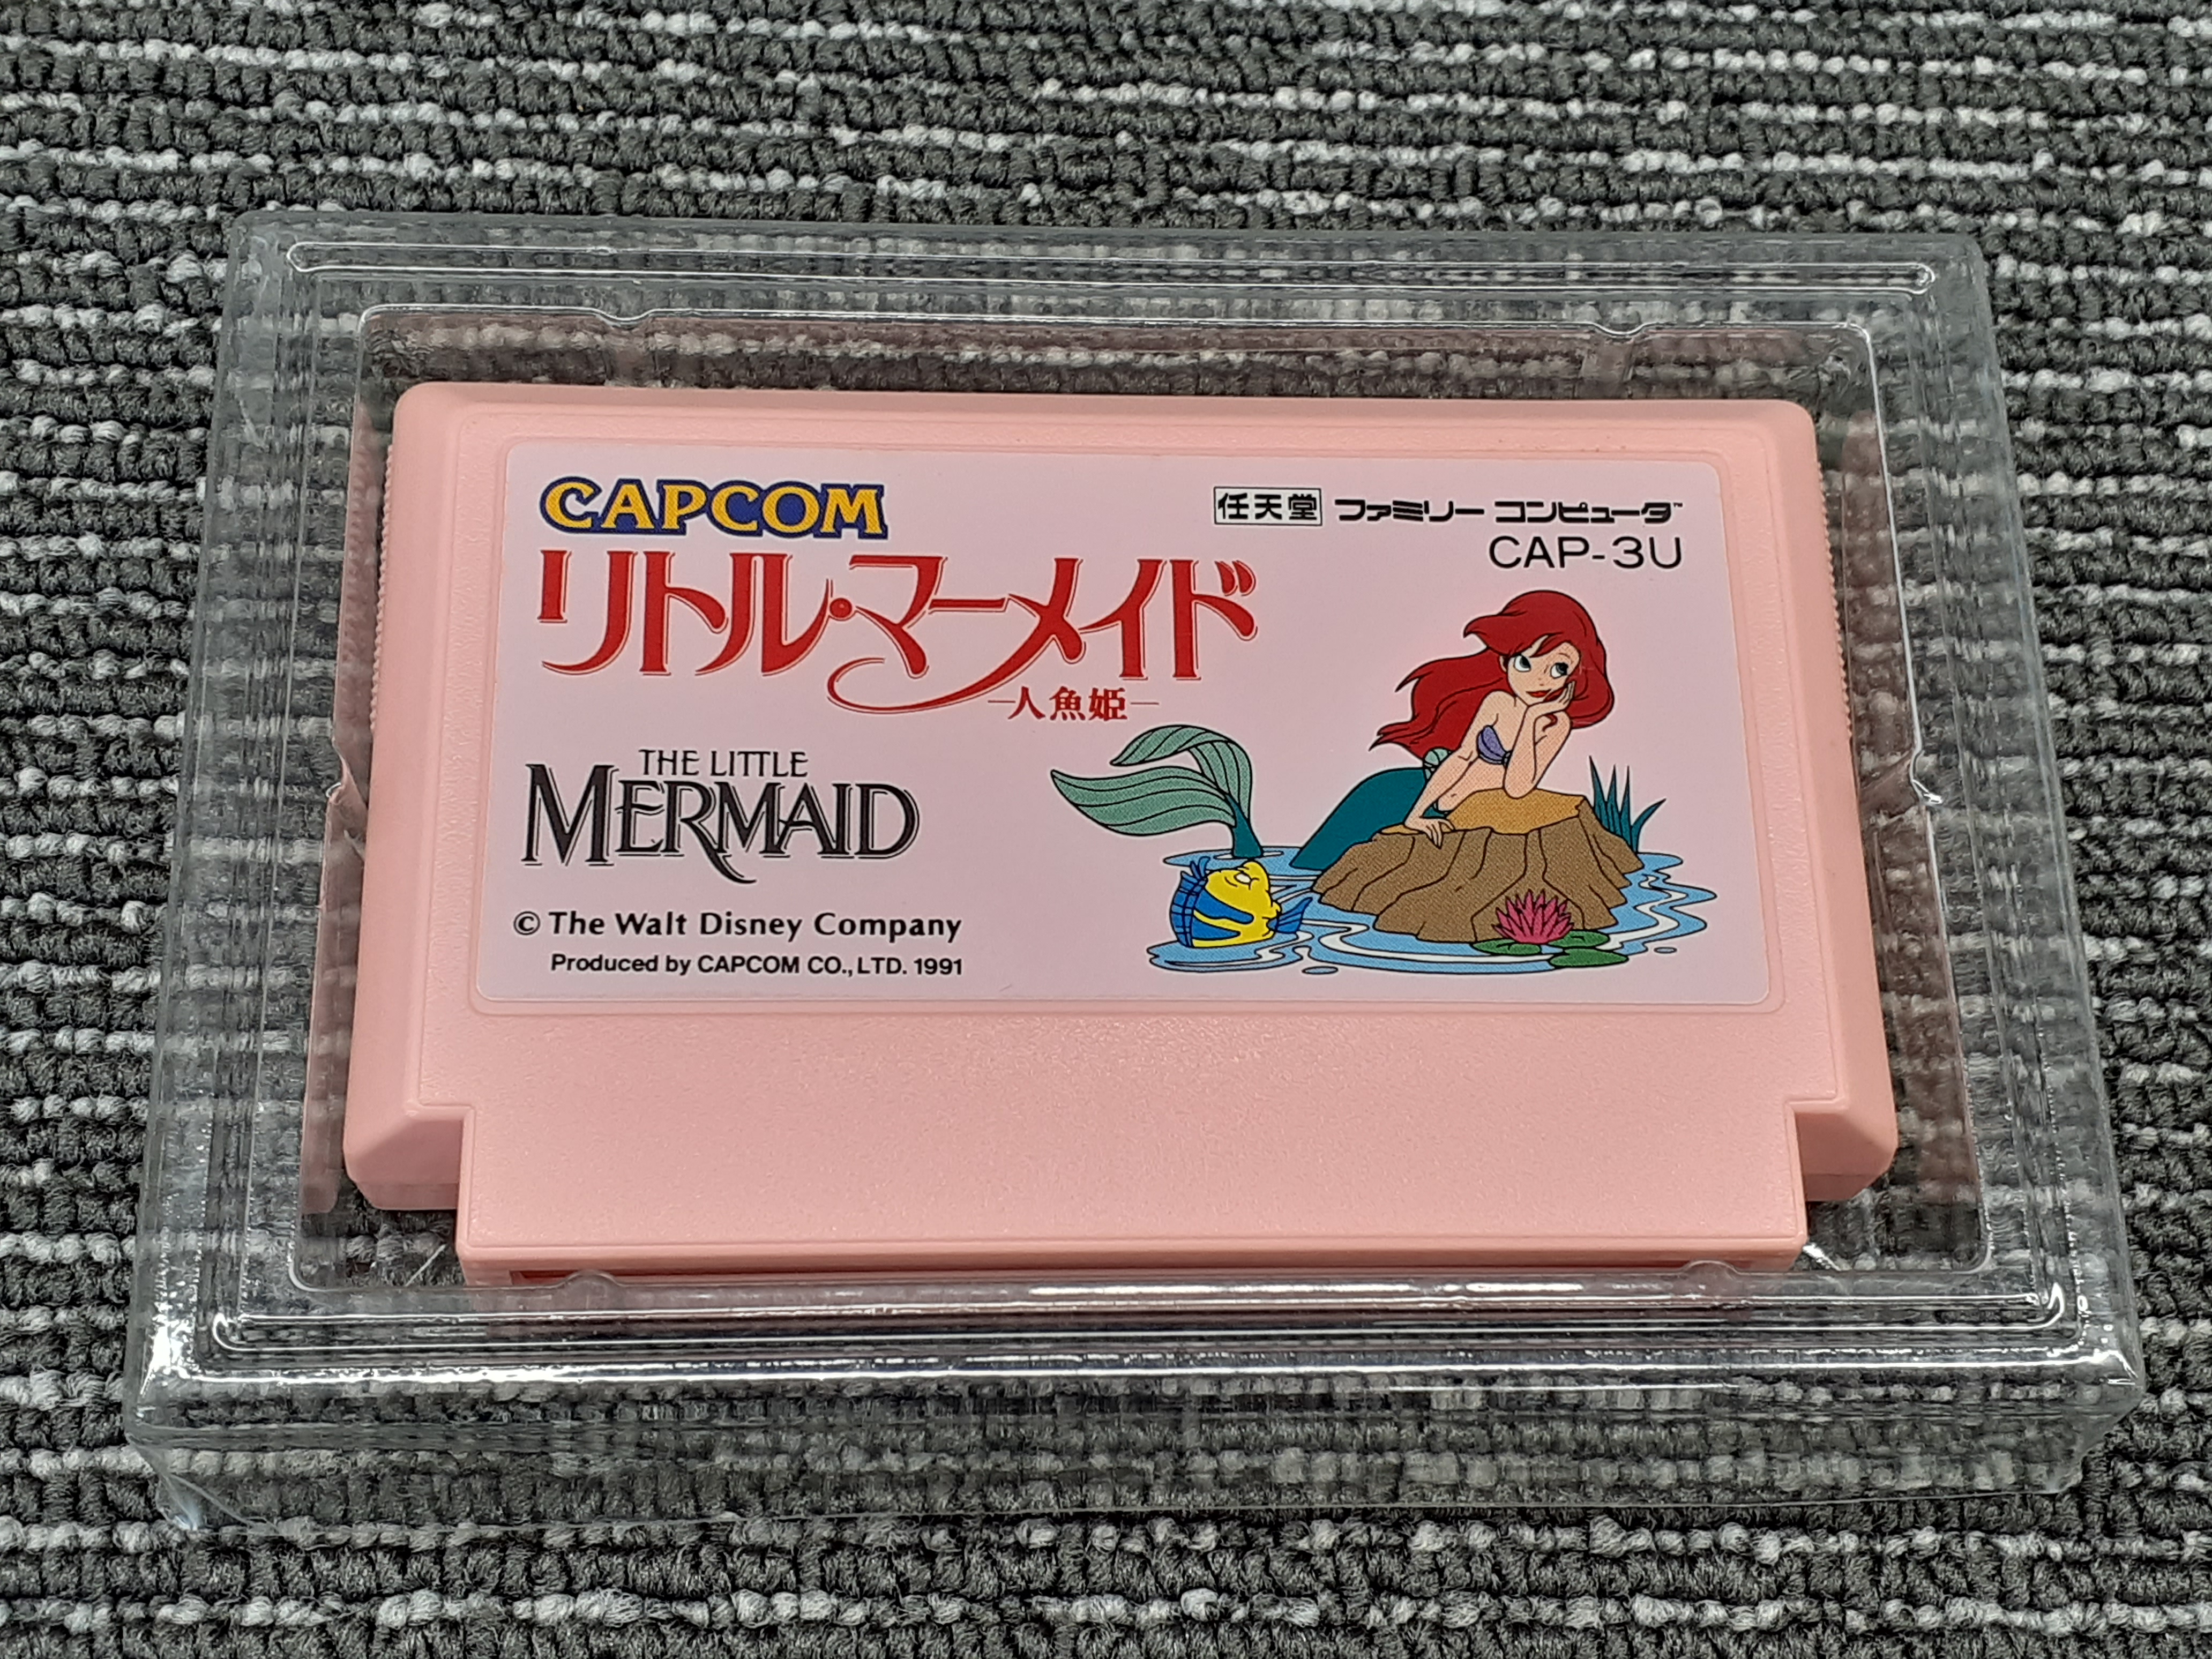 CAPCOM
任天堂 ファミリー コンピュータ™
CAP-3U
リトル・マーメイド
—人魚姫—
THE LITTLE
MERMAID
© The Walt Disney Company
Produced by CAPCOM CO., LTD. 1991